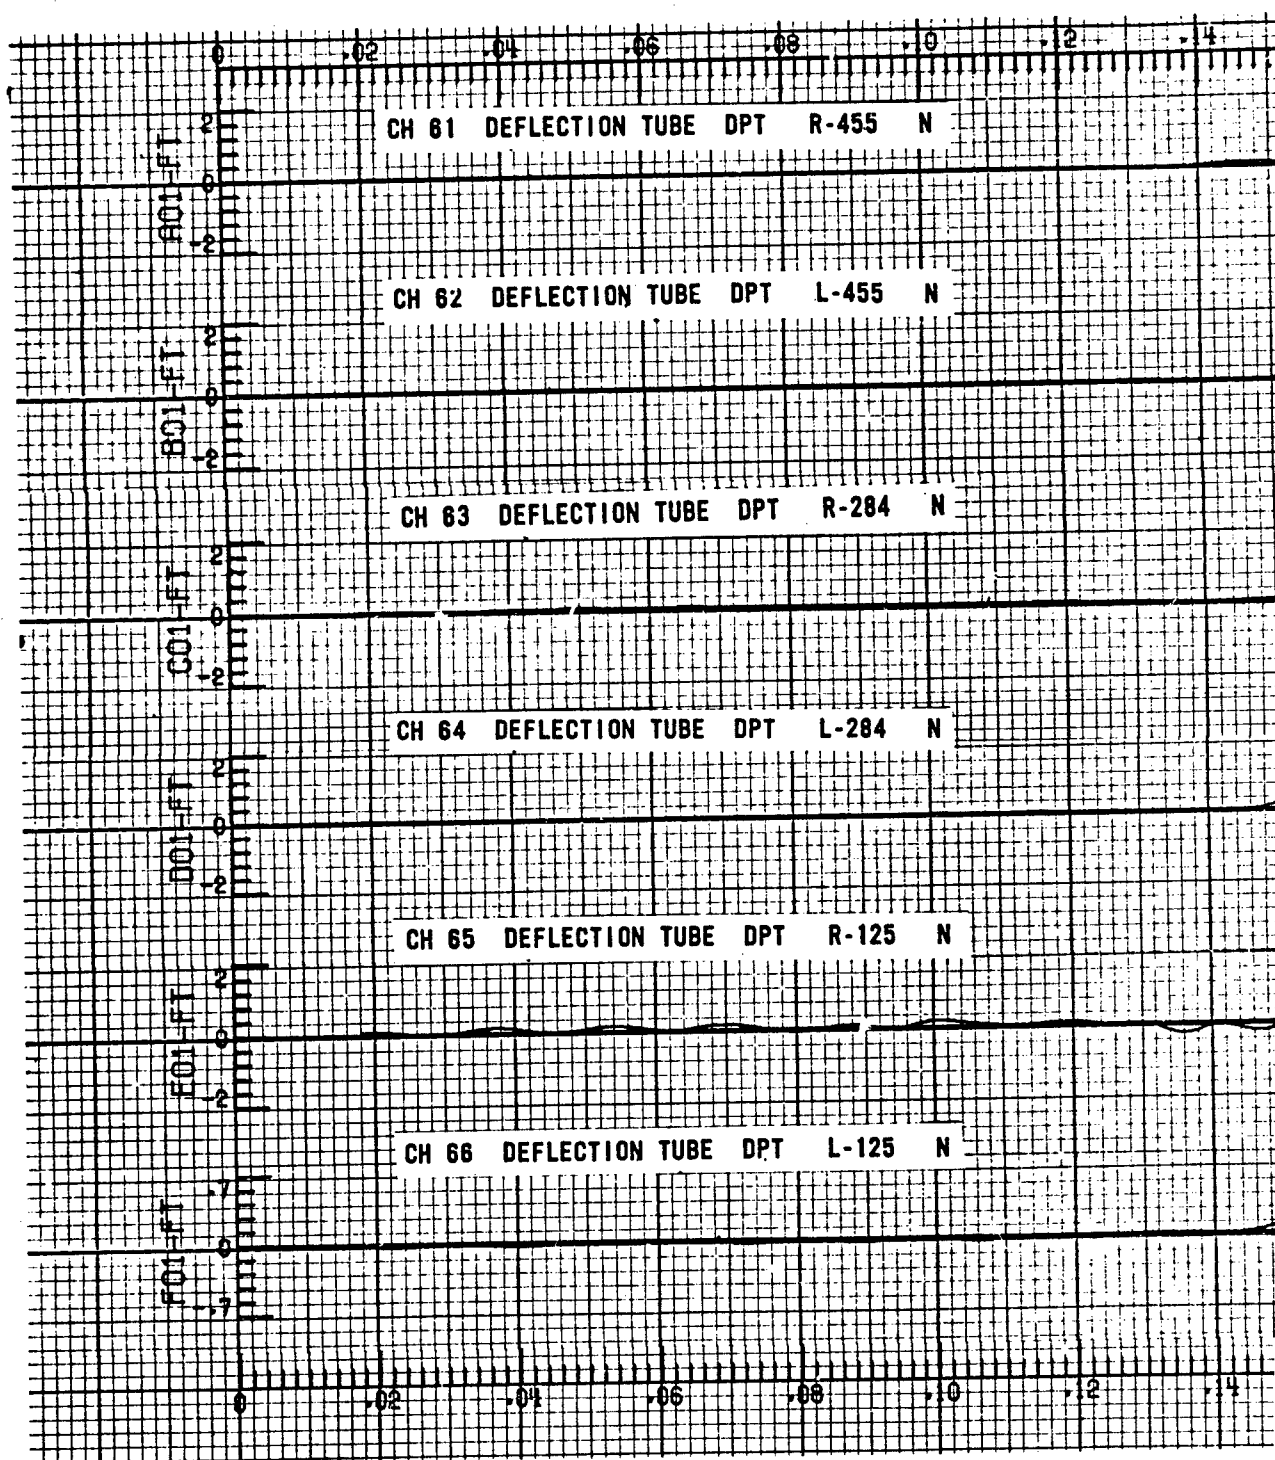 0 .02 .04 .06 .08 .10 .12 .14
CH 61 DEFLECTION TUBE DPT R-455 N
2
0
-2
A01-FT
CH 62 DEFLECTION TUBE DPT L-455 N
2
0
-2
B01-FT
CH 63 DEFLECTION TUBE DPT R-284 N
2
0
-2
C01-FT
CH 64 DEFLECTION TUBE DPT L-284 N
2
0
-2
D01-FT
CH 65 DEFLECTION TUBE DPT R-125 N
2
0
-2
E01-FT
CH 66 DEFLECTION TUBE DPT L-125 N
.7
0
-.7
F01-FT
0 .02 .04 .06 .08 .10 .12 .14